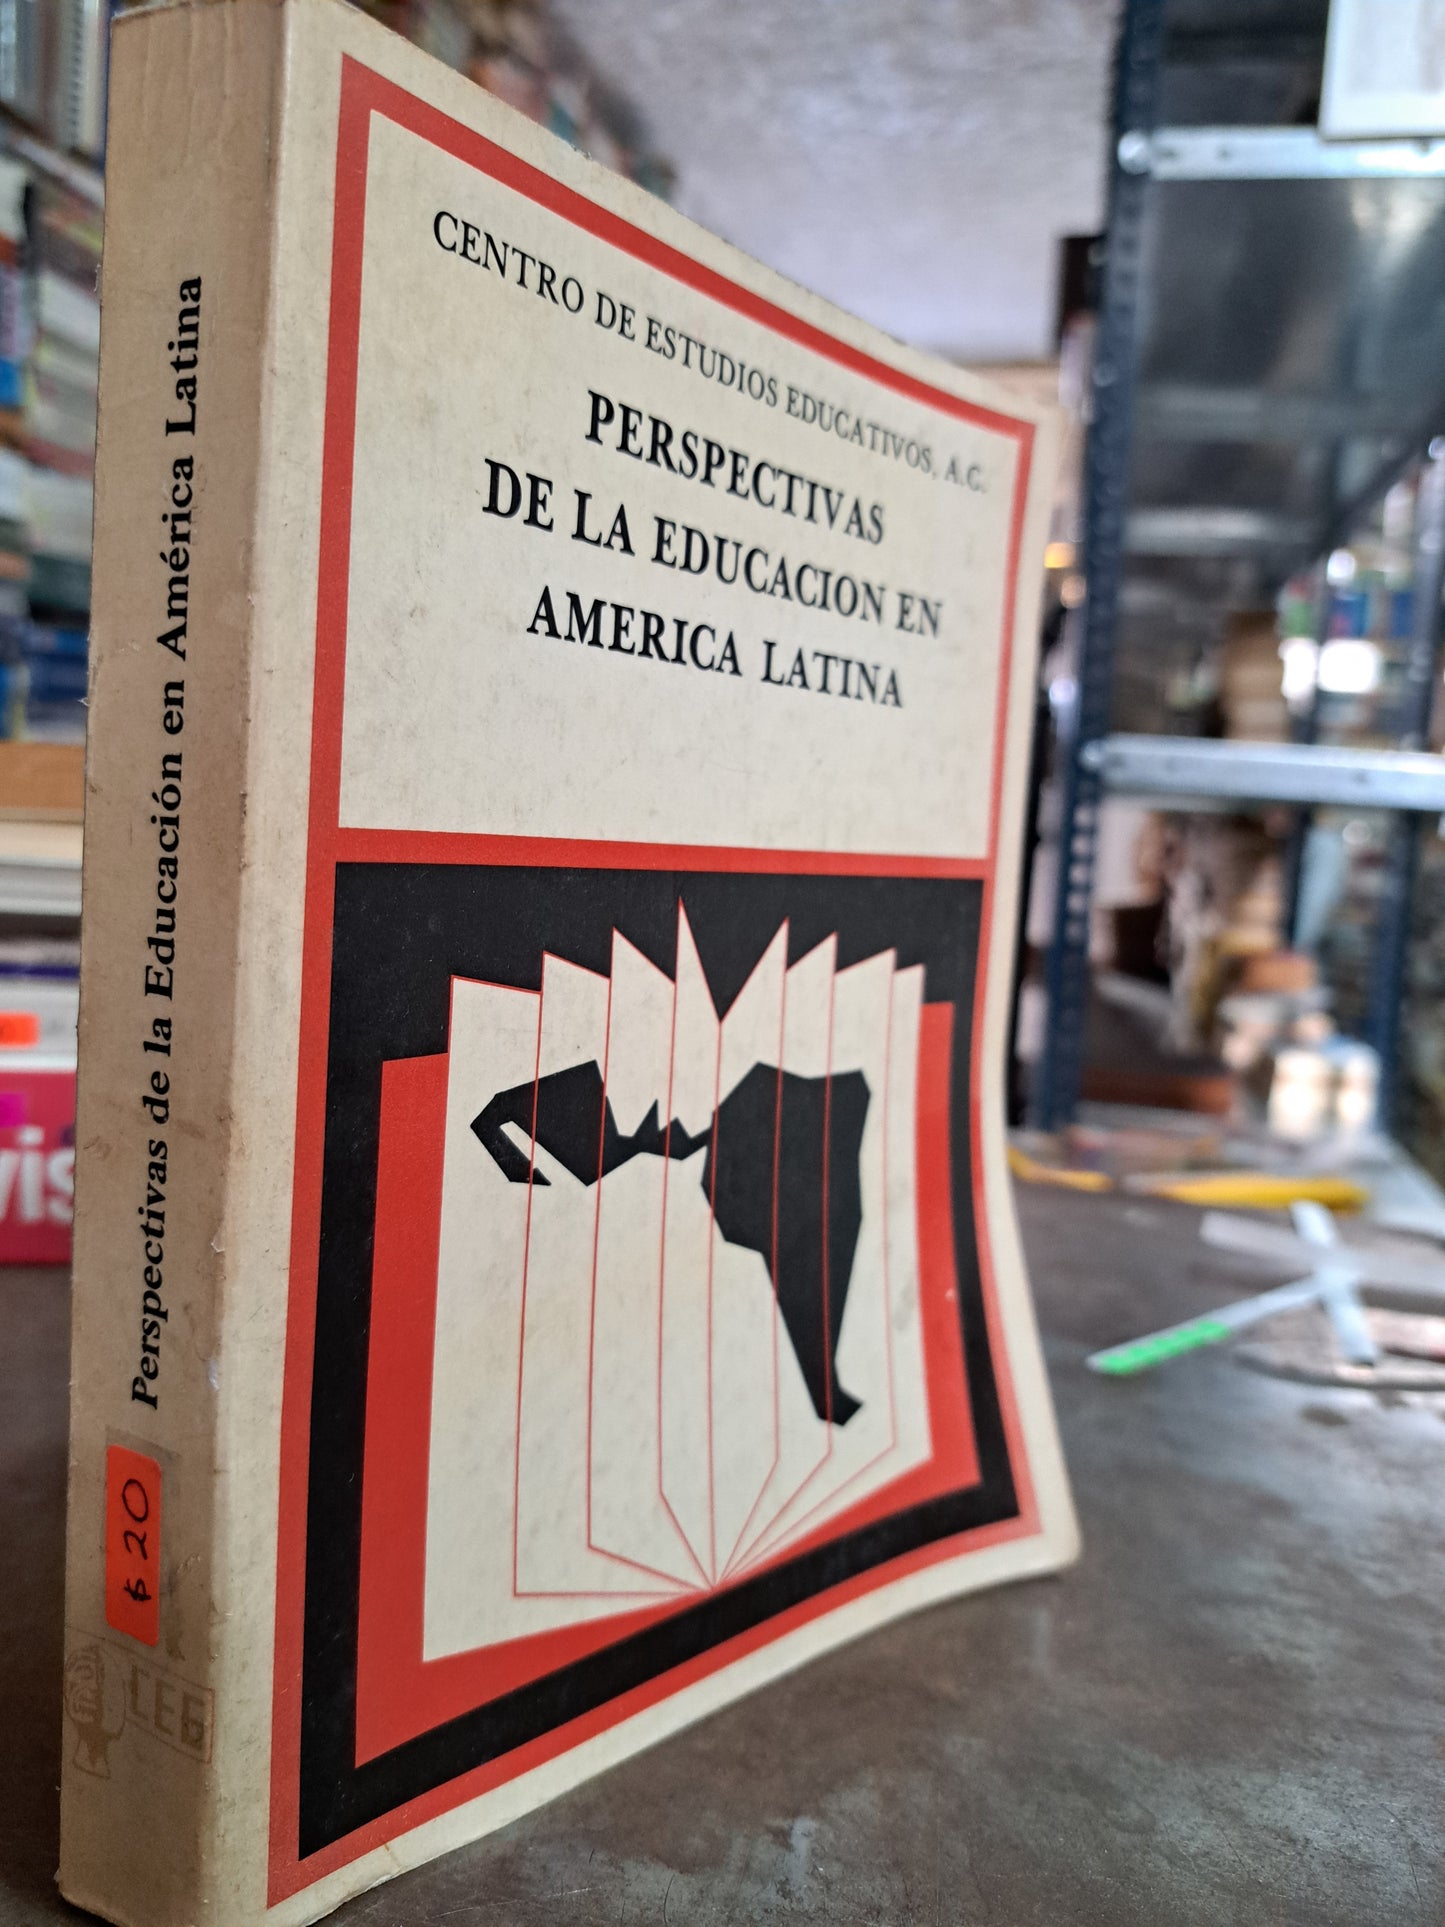 CENTRO DE ESTUDIOS EDUCATIVOS, A.C.
PERSPECTIVAS
DE LA EDUCACION EN
AMERICA LATINA
Perspectivas de la Educación en América Latina
$ 20
CEE
vis